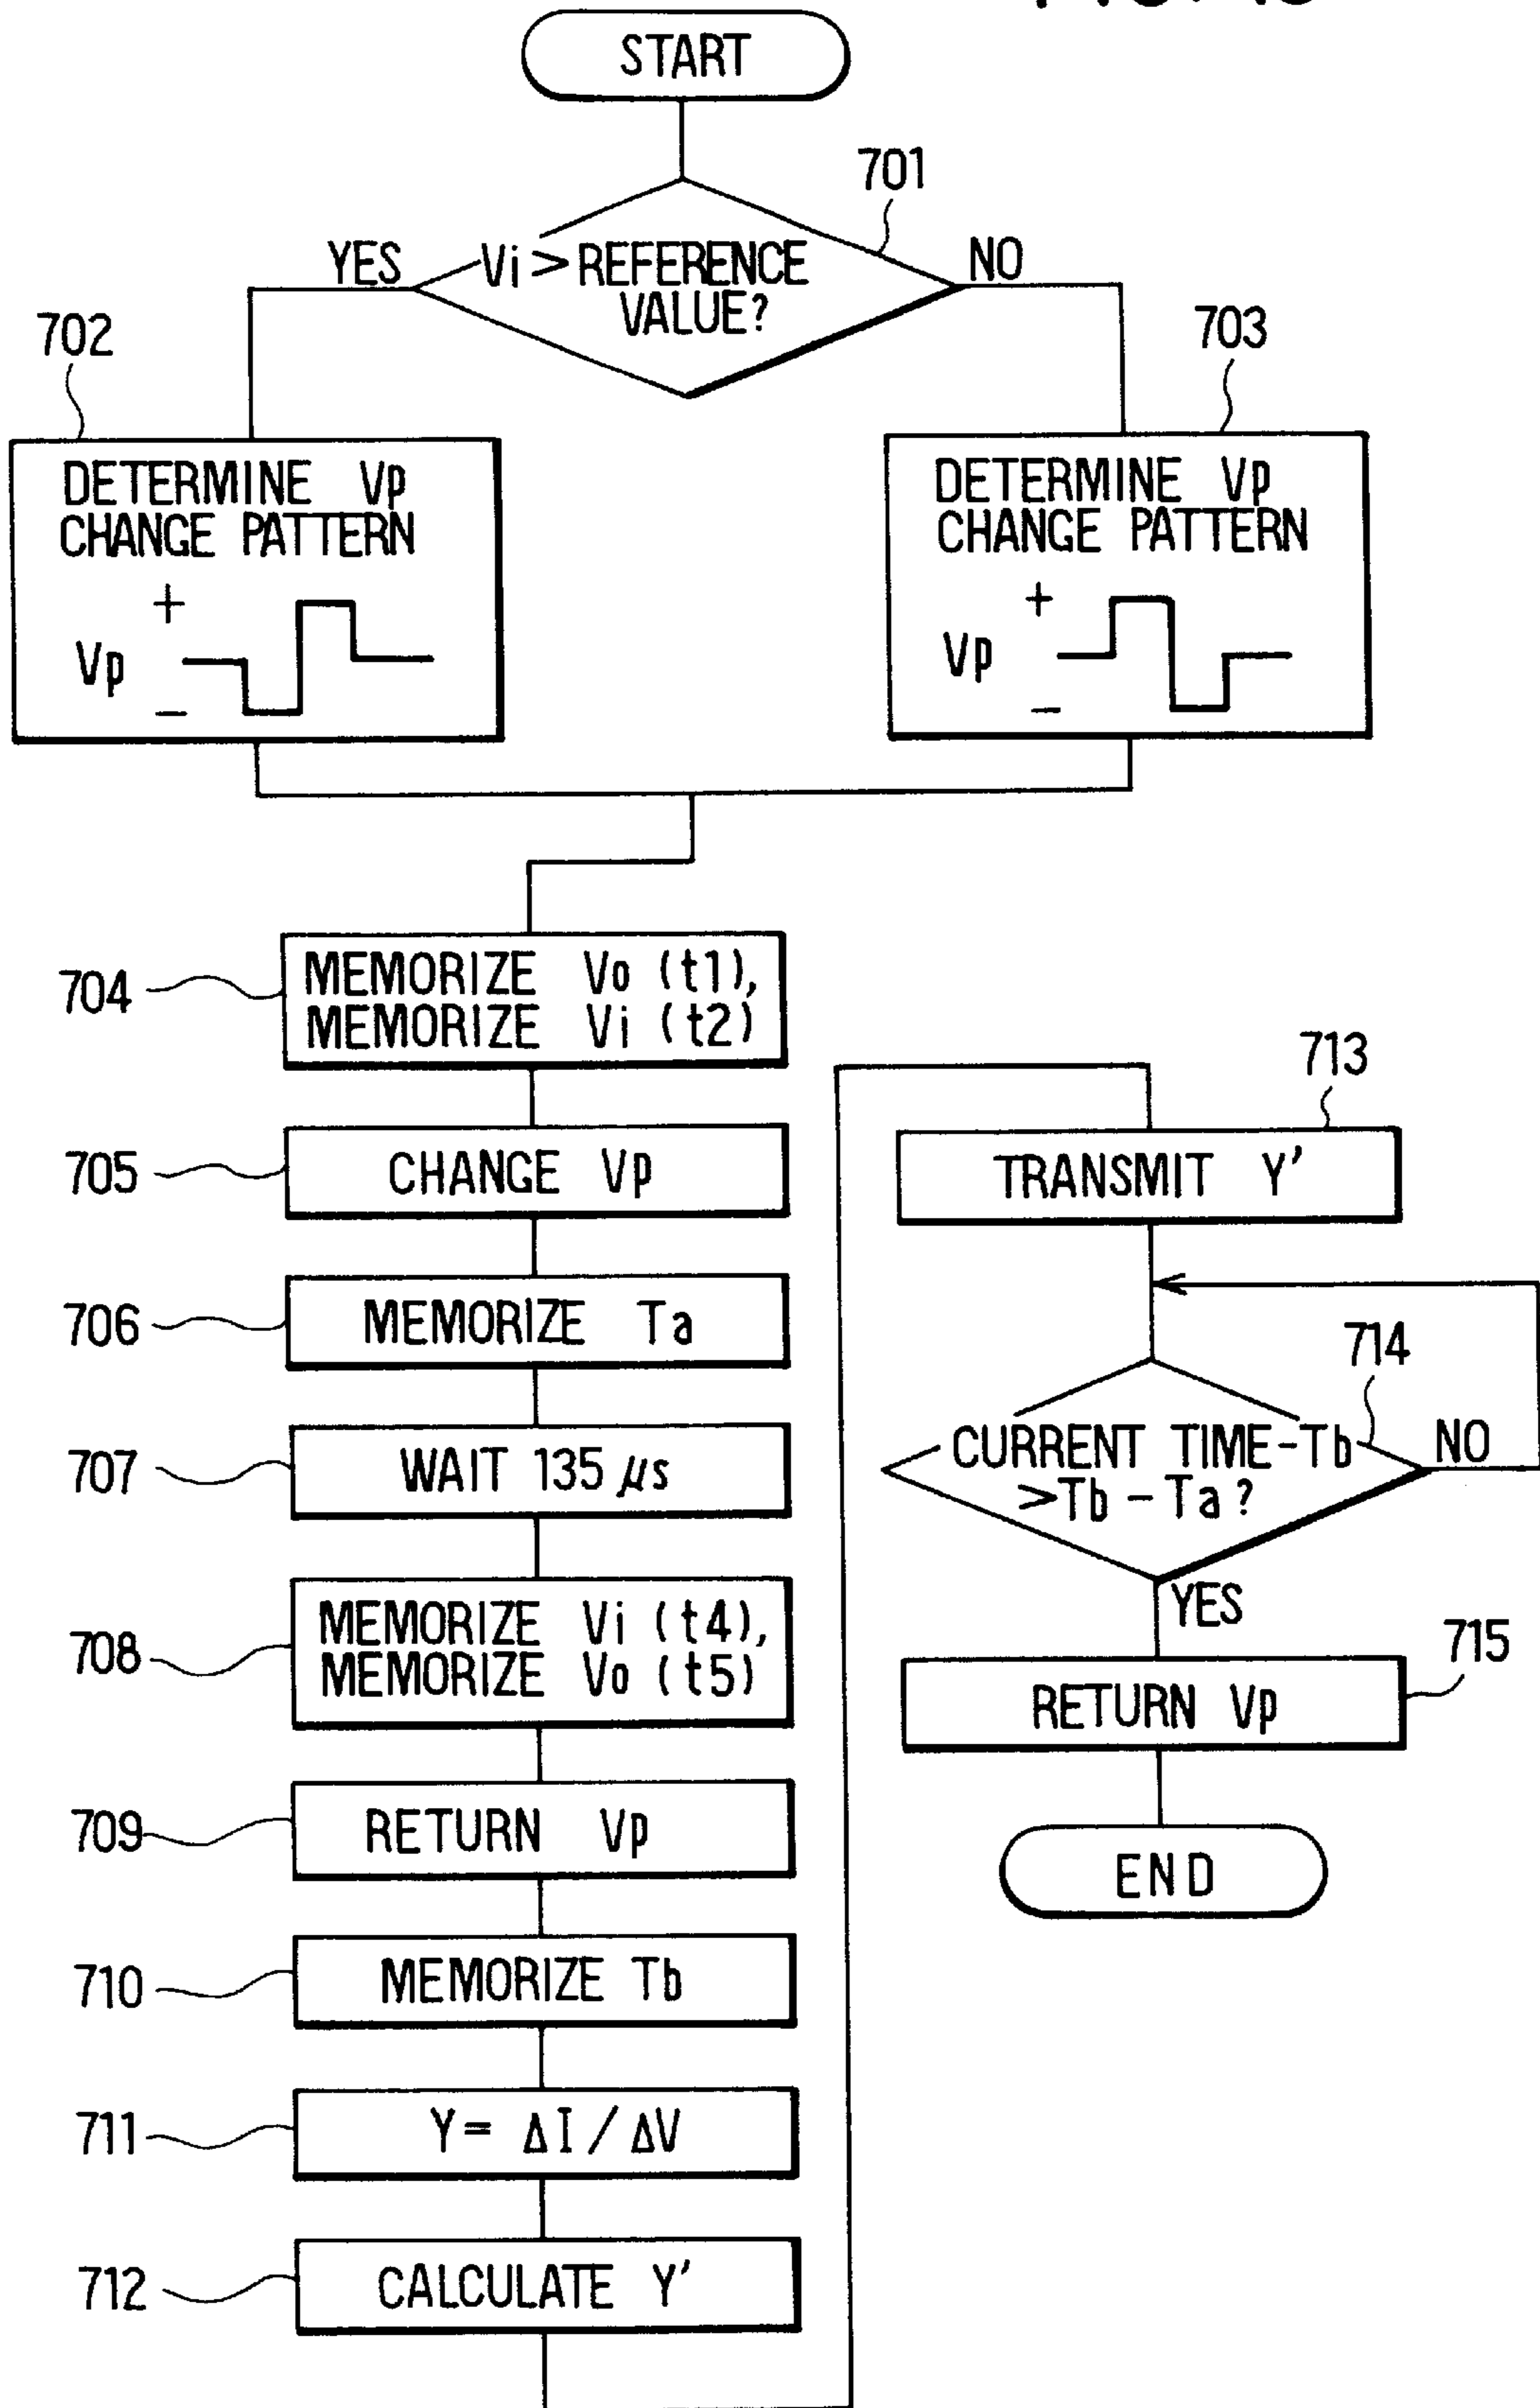 START
701
YES
Vi > REFERENCE
VALUE?
NO
702
DETERMINE Vp
CHANGE PATTERN
+
Vp
−
703
DETERMINE Vp
CHANGE PATTERN
+
Vp
−
704
MEMORIZE Vo (t1),
MEMORIZE Vi (t2)
705
CHANGE Vp
706
MEMORIZE Ta
707
WAIT 135 μs
708
MEMORIZE Vi (t4),
MEMORIZE Vo (t5)
709
RETURN Vp
710
MEMORIZE Tb
711
Y= ΔI / ΔV
712
CALCULATE Y'
713
TRANSMIT Y'
714
CURRENT TIME-Tb
>Tb - Ta ?
NO
YES
715
RETURN Vp
END